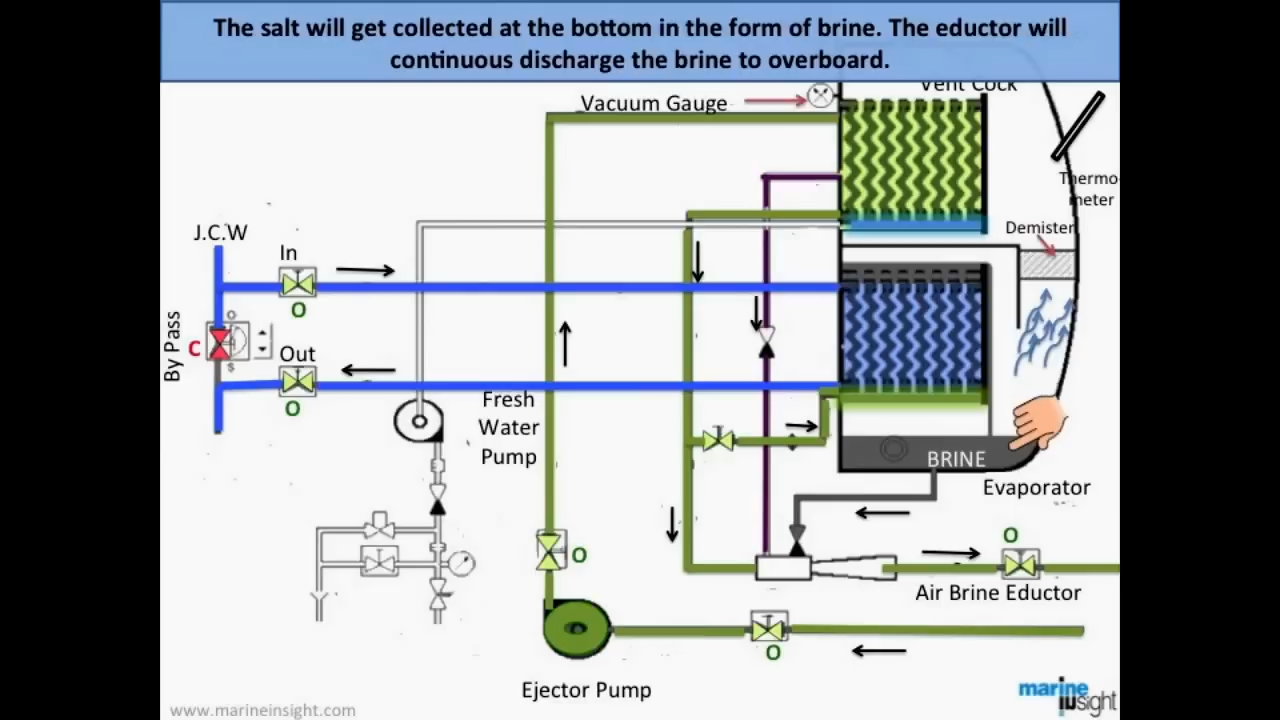 The salt will get collected at the bottom in the form of brine. The eductor will
continuous discharge the brine to overboard.
Vent Cock
Vacuum Gauge
Thermo
meter
Demister
J.C.W
In
O
O
By Pass
C
S
Out
O
Fresh
Water
Pump
BRINE
Evaporator
O
O
Air Brine Eductor
O
Ejector Pump
marine
insight
www.marineinsight.com